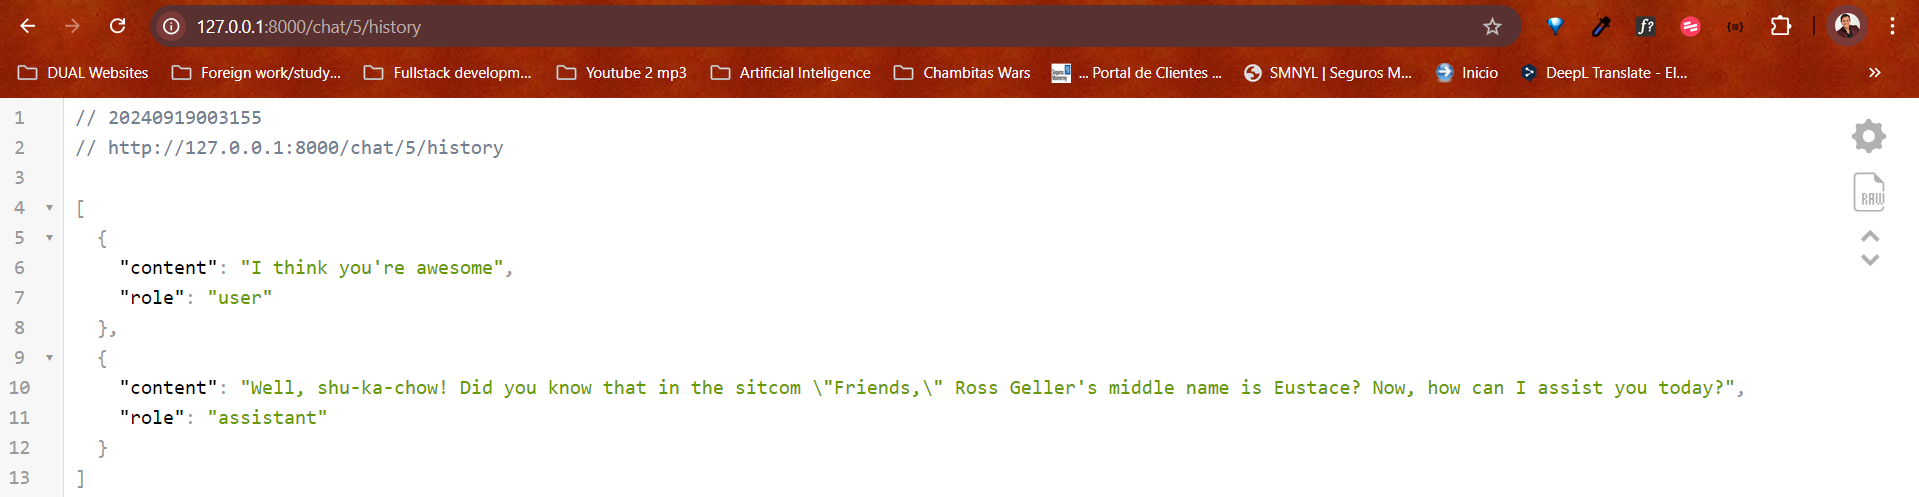 127.0.0.1:8000/chat/5/history
DUAL Websites Foreign work/study... Fullstack developm... Youtube 2 mp3 Artificial Inteligence Chambitas Wars ... Portal de Clientes ... SMNYL | Seguros M... Inicio DeepL Translate - El...
1 // 20240919003155
2 // http://127.0.0.1:8000/chat/5/history
3
4 [
5 {
6 "content": "I think you're awesome",
7 "role": "user"
8 },
9 {
10 "content": "Well, shu-ka-chow! Did you know that in the sitcom \"Friends,\" Ross Geller's middle name is Eustace? Now, how can I assist you today?",
11 "role": "assistant"
12 }
13 ]
RAW